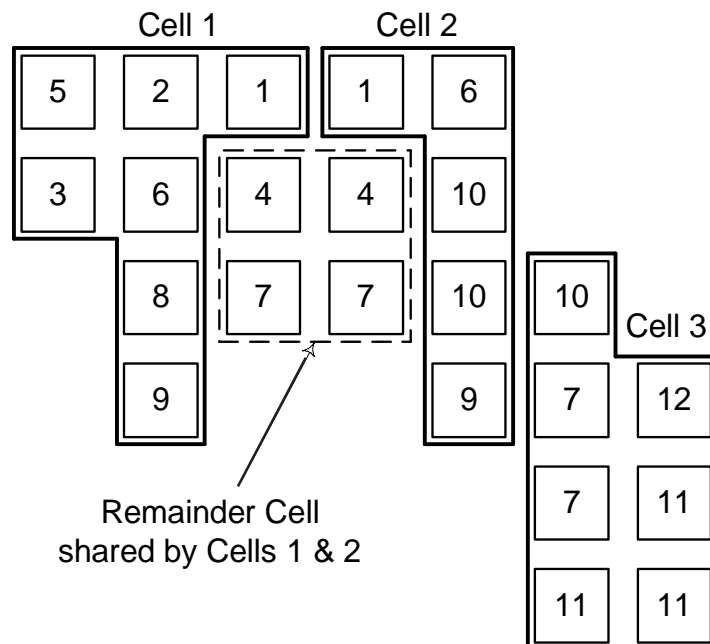 Cell 1 Cell 2
5 2 1 1 6
3 6 4 4 10
8 7 7 10 10
Cell 3
9 9 7 12
Remainder Cell
shared by Cells 1 & 2
7 11
11 11